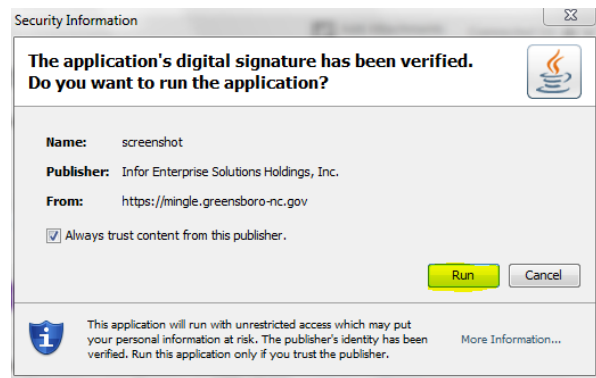 Security Information
The application's digital signature has been verified.
Do you want to run the application?
Name: screenshot
Publisher: Infor Enterprise Solutions Holdings, Inc.
From: https://mingle.greensboro-nc.gov
Always trust content from this publisher.
Run Cancel
This application will run with unrestricted access which may put
your personal information at risk. The publisher's identity has been
verified. Run this application only if you trust the publisher.
More Information...